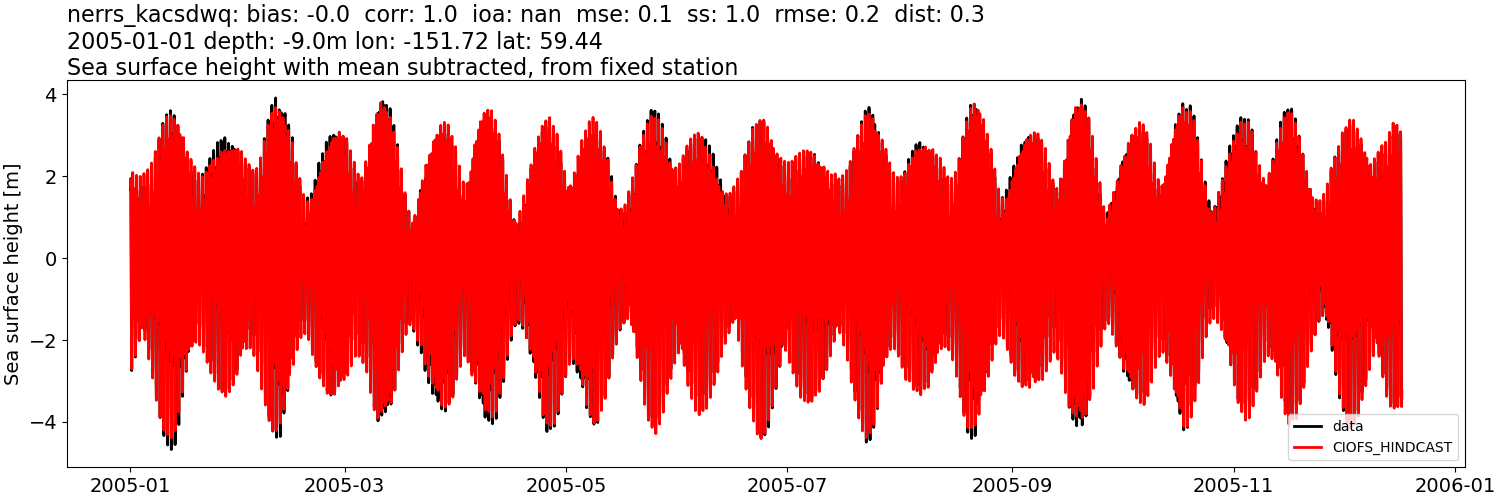 nerrs_kacsdwq: bias: -0.0  corr: 1.0  ioa: nan  mse: 0.1  ss: 1.0  rmse: 0.2  dist: 0.3
2005-01-01 depth: -9.0m lon: -151.72 lat: 59.44
Sea surface height with mean subtracted, from fixed station
Sea surface height [m]
4
2
0
−2
−4
data
CIOFS_HINDCAST
2005-01 2005-03 2005-05 2005-07 2005-09 2005-11 2006-01